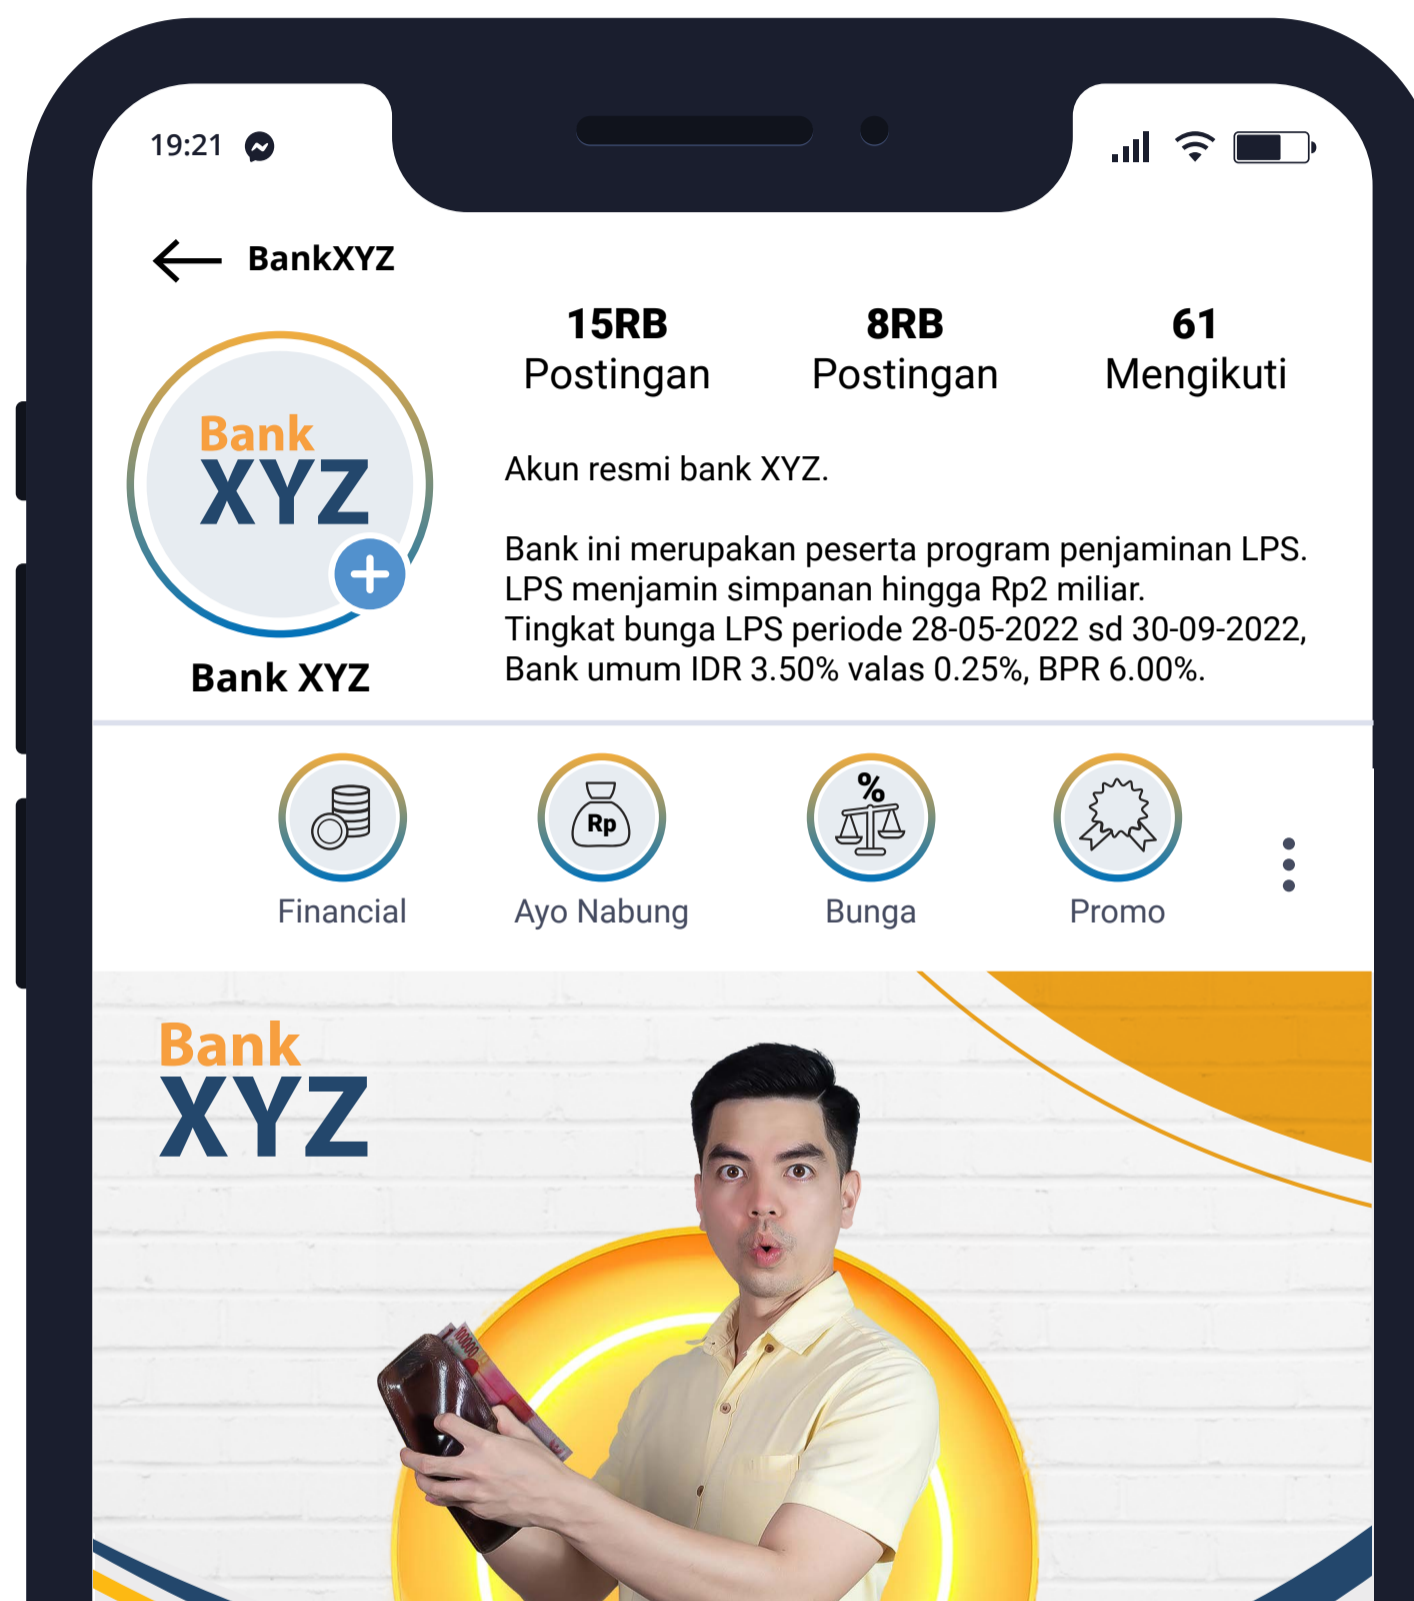 19:21
BankXYZ
15RB
Postingan
8RB
Postingan
61
Mengikuti
Bank
XYZ
Bank XYZ
Akun resmi bank XYZ.
Bank ini merupakan peserta program penjaminan LPS.
LPS menjamin simpanan hingga Rp2 miliar.
Tingkat bunga LPS periode 28-05-2022 sd 30-09-2022,
Bank umum IDR 3.50% valas 0.25%, BPR 6.00%.
Rp
%
Financial
Ayo Nabung
Bunga
Promo
Bank
XYZ